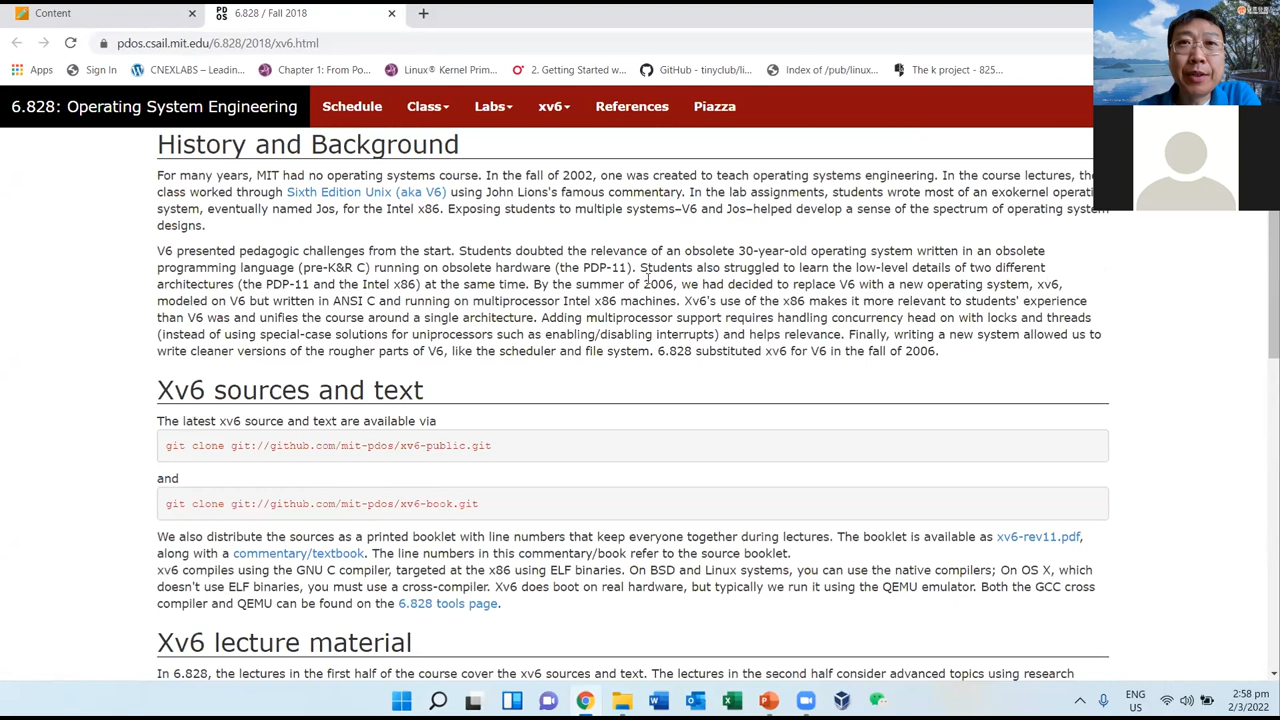 Content
PDOS
6.828 / Fall 2018
pdos.csail.mit.edu/6.828/2018/xv6.html
Apps Sign In CNEXLABS – Leadin... Chapter 1: From Po... Linux® Kernel Prim... 2. Getting Started w... GitHub - tinyclub/li... Index of /pub/linux... The k project - 825...
6.828: Operating System Engineering Schedule Class Labs xv6 References Piazza
History and Background
For many years, MIT had no operating systems course. In the fall of 2002, one was created to teach operating systems engineering. In the course lectures, the
class worked through Sixth Edition Unix (aka V6) using John Lions's famous commentary. In the lab assignments, students wrote most of an exokernel operati
system, eventually named Jos, for the Intel x86. Exposing students to multiple systems–V6 and Jos–helped develop a sense of the spectrum of operating system
designs.
V6 presented pedagogic challenges from the start. Students doubted the relevance of an obsolete 30-year-old operating system written in an obsolete
programming language (pre-K&R C) running on obsolete hardware (the PDP-11). Students also struggled to learn the low-level details of two different
architectures (the PDP-11 and the Intel x86) at the same time. By the summer of 2006, we had decided to replace V6 with a new operating system, xv6,
modeled on V6 but written in ANSI C and running on multiprocessor Intel x86 machines. Xv6's use of the x86 makes it more relevant to students' experience
than V6 was and unifies the course around a single architecture. Adding multiprocessor support requires handling concurrency head on with locks and threads
(instead of using special-case solutions for uniprocessors such as enabling/disabling interrupts) and helps relevance. Finally, writing a new system allowed us to
write cleaner versions of the rougher parts of V6, like the scheduler and file system. 6.828 substituted xv6 for V6 in the fall of 2006.
Xv6 sources and text
The latest xv6 source and text are available via
git clone git://github.com/mit-pdos/xv6-public.git
and
git clone git://github.com/mit-pdos/xv6-book.git
We also distribute the sources as a printed booklet with line numbers that keep everyone together during lectures. The booklet is available as xv6-rev11.pdf,
along with a commentary/textbook. The line numbers in this commentary/book refer to the source booklet.
xv6 compiles using the GNU C compiler, targeted at the x86 using ELF binaries. On BSD and Linux systems, you can use the native compilers; On OS X, which
doesn't use ELF binaries, you must use a cross-compiler. Xv6 does boot on real hardware, but typically we run it using the QEMU emulator. Both the GCC cross
compiler and QEMU can be found on the 6.828 tools page.
Xv6 lecture material
In 6.828, the lectures in the first half of the course cover the xv6 sources and text. The lectures in the second half consider advanced topics using research
ENG
US
2:58 pm
2/3/2022